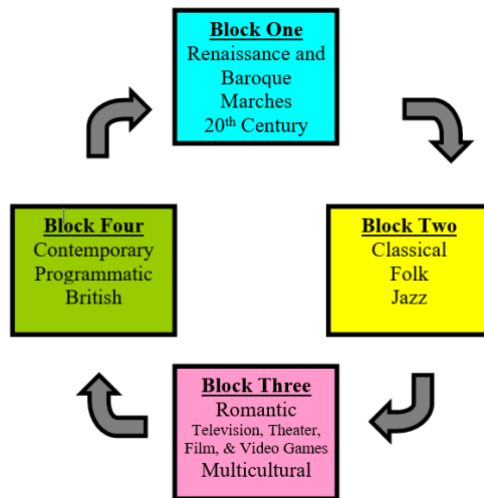 Block One
Renaissance and
Baroque
Marches
20th Century
Block Two
Classical
Folk
Jazz
Block Three
Romantic
Television, Theater,
Film, & Video Games
Multicultural
Block Four
Contemporary
Programmatic
British